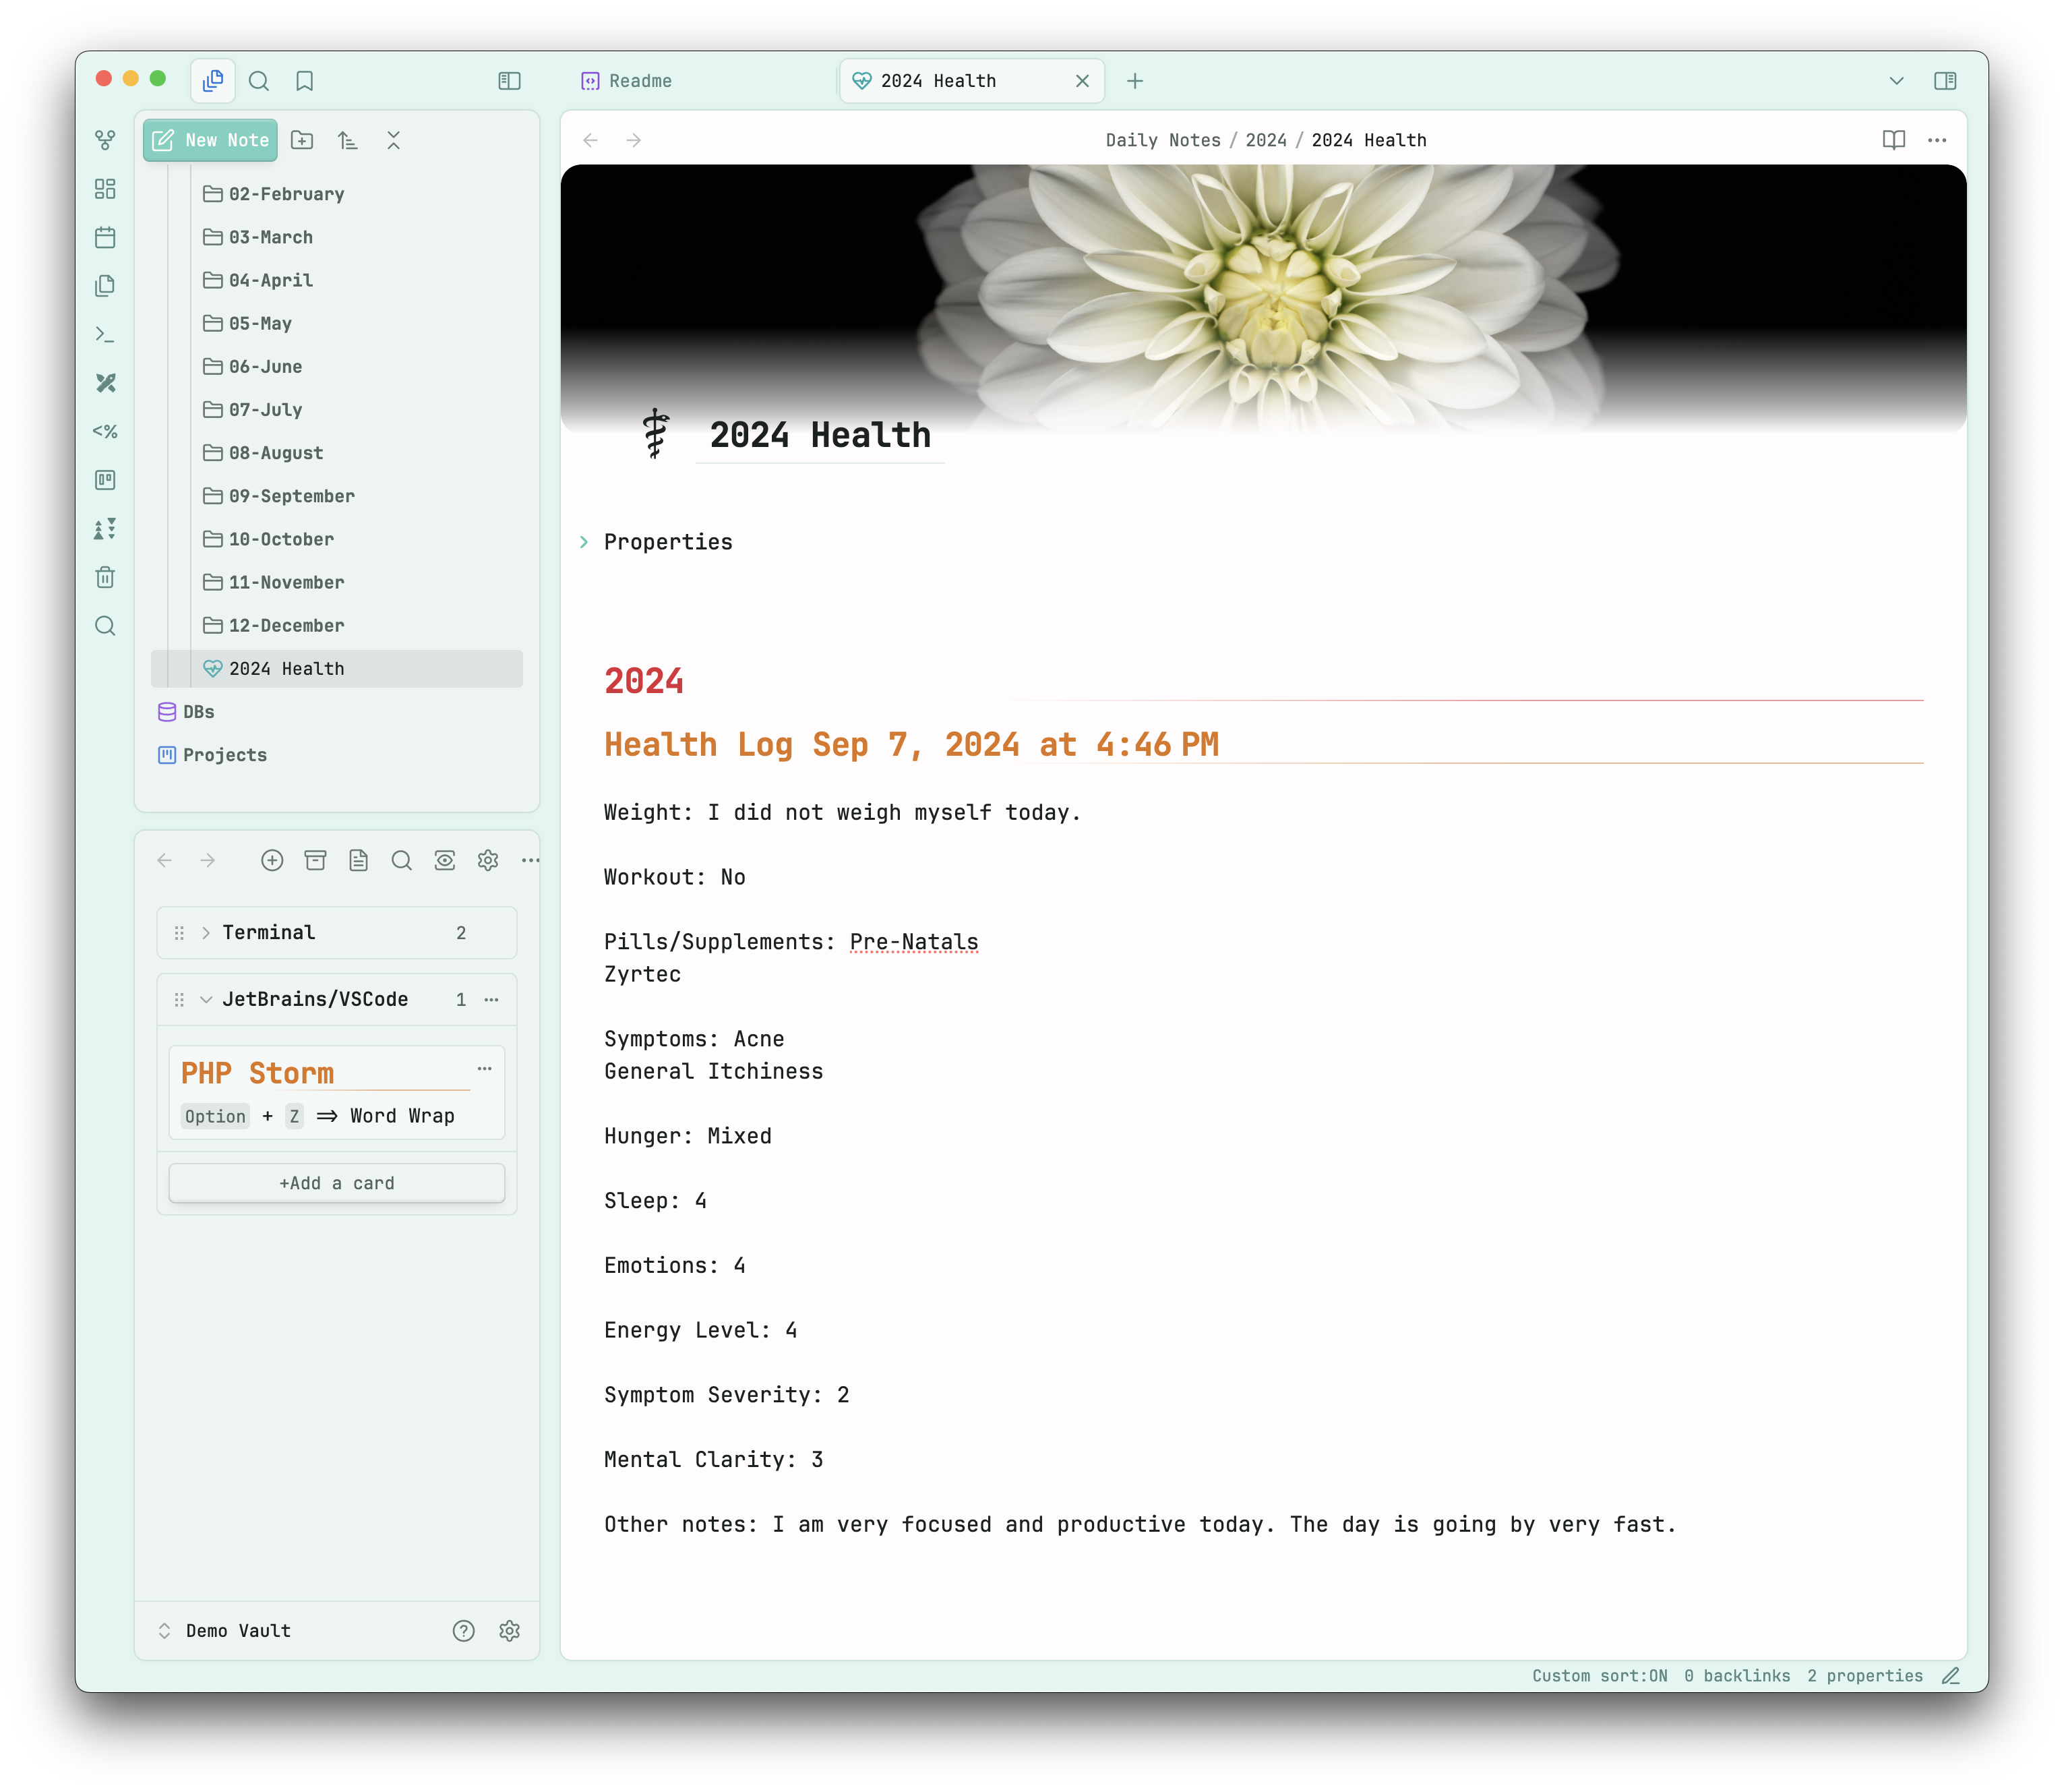 Readme
2024 Health
New Note
Daily Notes / 2024 / 2024 Health
02-February
03-March
04-April
05-May
06-June
07-July
08-August
09-September
10-October
11-November
12-December
2024 Health
DBs
Projects
Terminal 2
JetBrains/VSCode 1
PHP Storm
Option + Z ⇒ Word Wrap
+Add a card
Demo Vault
2024 Health
Properties
2024
Health Log Sep 7, 2024 at 4:46 PM
Weight: I did not weigh myself today.
Workout: No
Pills/Supplements: Pre-Natals
Zyrtec
Symptoms: Acne
General Itchiness
Hunger: Mixed
Sleep: 4
Emotions: 4
Energy Level: 4
Symptom Severity: 2
Mental Clarity: 3
Other notes: I am very focused and productive today. The day is going by very fast.
Custom sort:ON 0 backlinks 2 properties